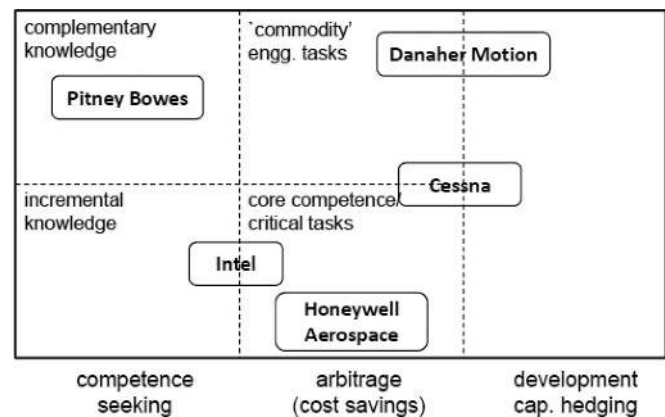 complementary
knowledge
`commodity'
engg. tasks
Danaher Motion
Pitney Bowes
Cessna
incremental
knowledge
core competence/
critical tasks
Intel
Honeywell
Aerospace
competence
seeking
arbitrage
(cost savings)
development
cap. hedging